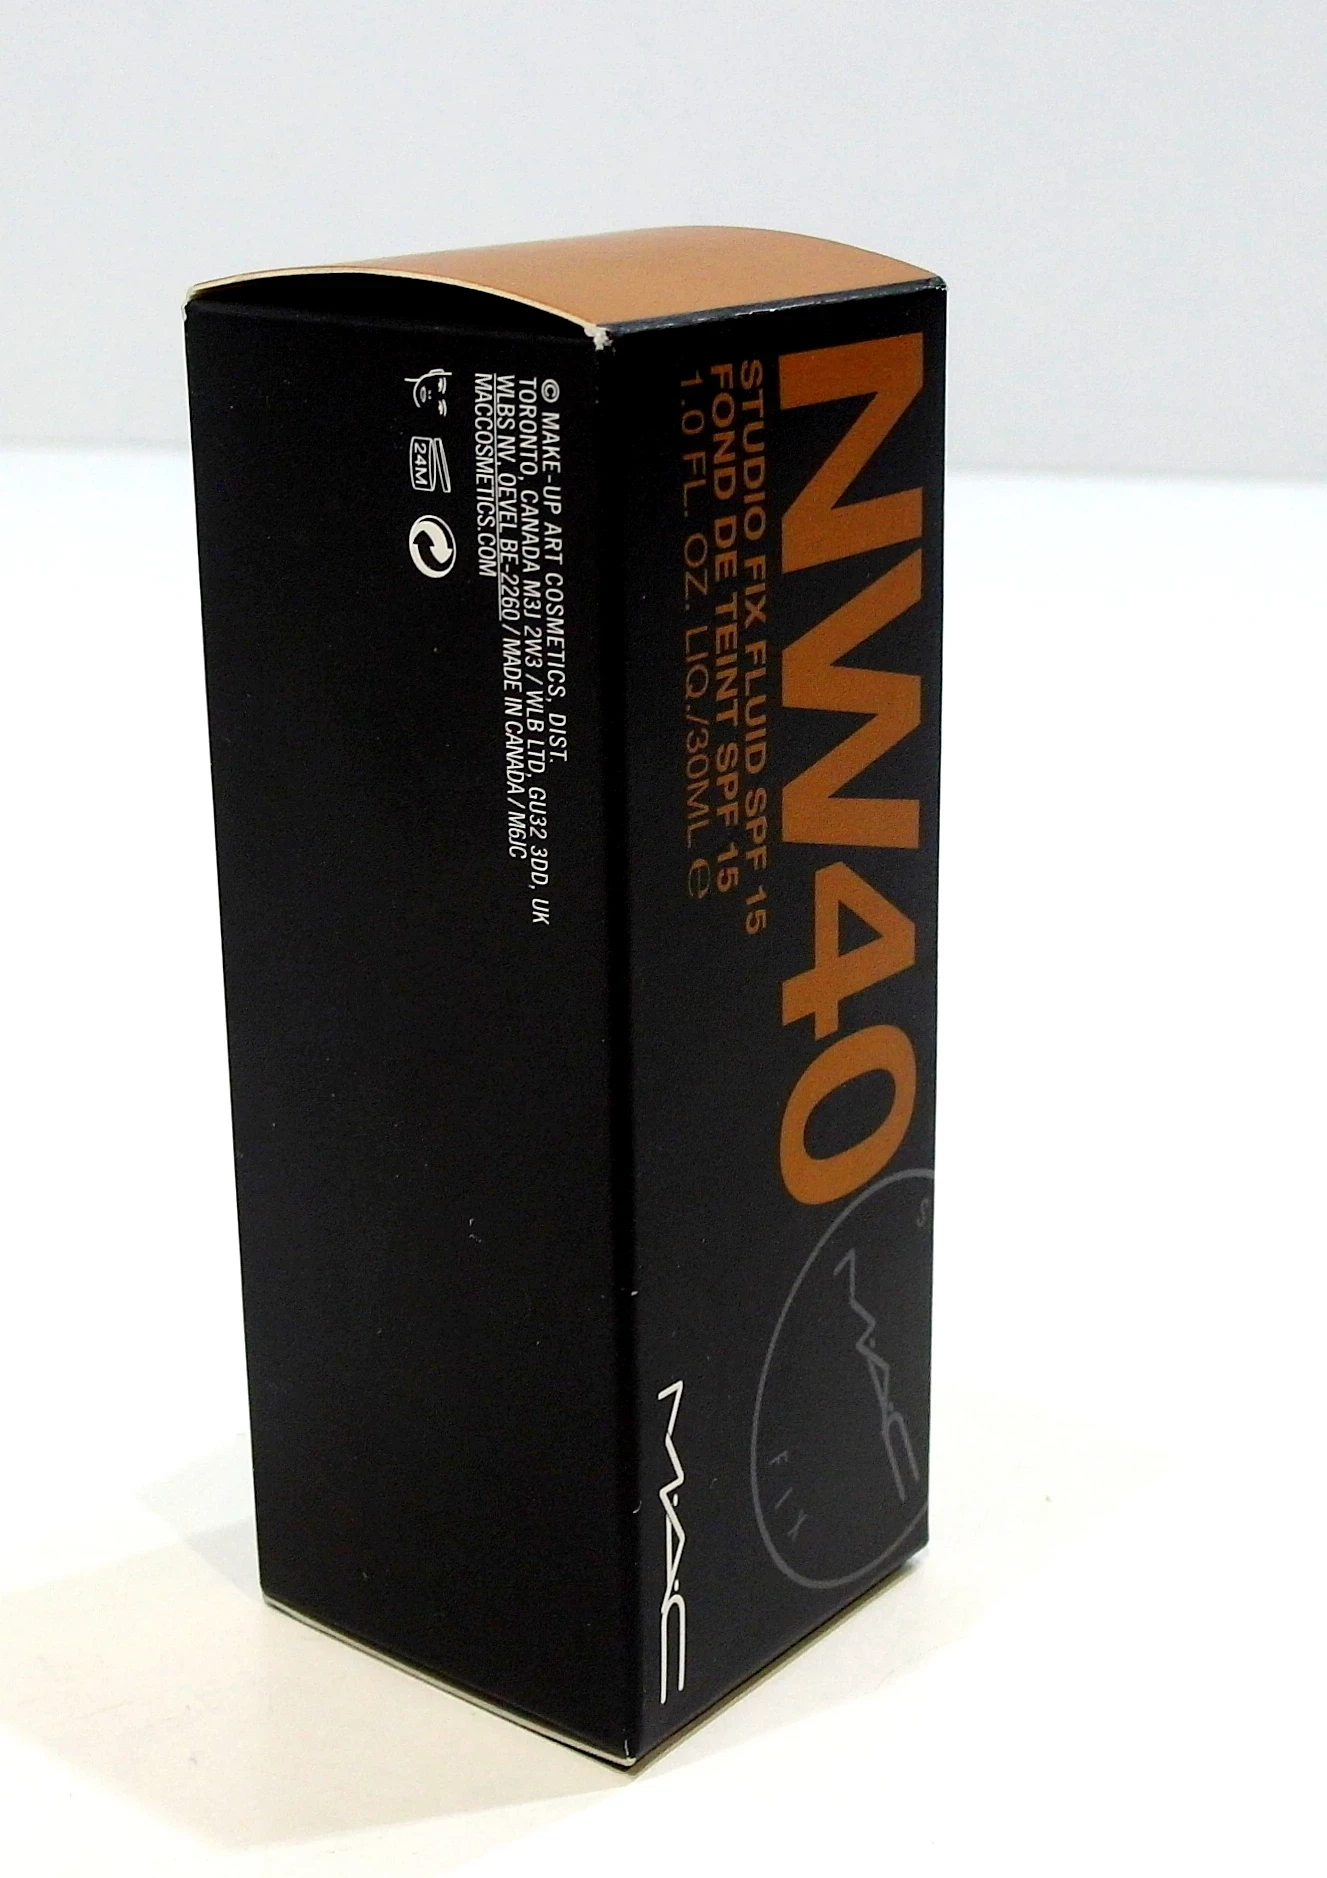 © MAKE-UP ART COSMETICS, DIST.
TORONTO, CANADA M3J 2W3 / WLB LTD, GU32 3DD, UK
WLBS NV, OEVEL BE-2260 / MADE IN CANADA / M6JC
MACCOSMETICS.COM
24M
NW40
STUDIO FIX FLUID SPF 15
FOND DE TEINT SPF 15
1.0 FL. OZ. LIQ./30ML ℮
S
M·A·C
FIX
M·A·C